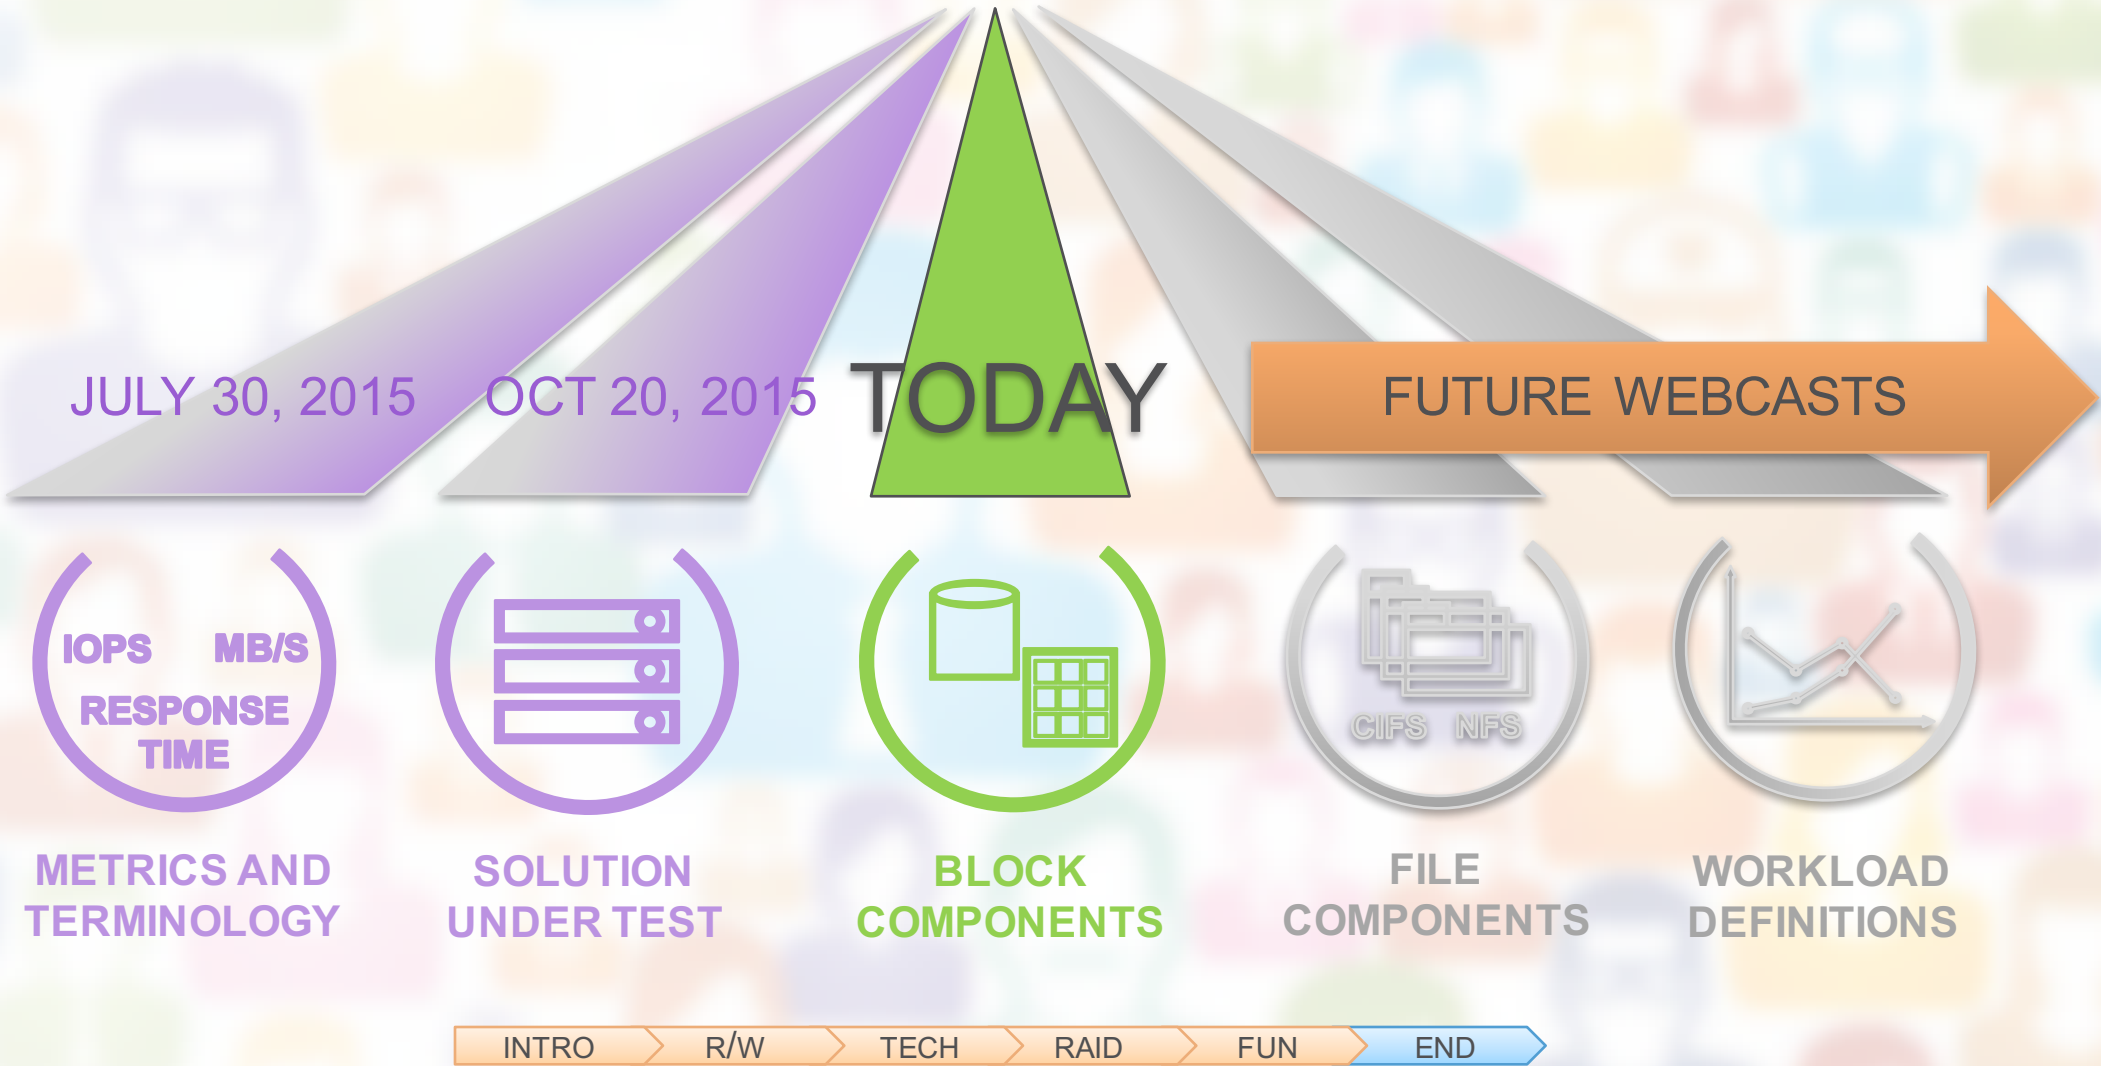 JULY 30, 2015
OCT 20, 2015
TODAY
FUTURE WEBCASTS
IOPS MB/S
RESPONSE
TIME
CIFS NFS
METRICS AND
TERMINOLOGY
SOLUTION
UNDER TEST
BLOCK
COMPONENTS
FILE
COMPONENTS
WORKLOAD
DEFINITIONS
INTRO
R/W
TECH
RAID
FUN
END